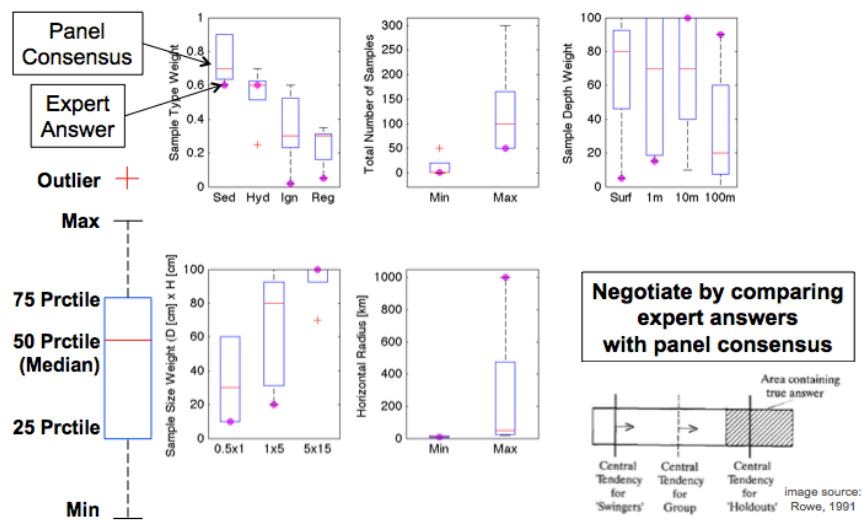 Panel
Consensus
Expert
Answer
Outlier
Max
75 Prctile
50 Prctile
(Median)
25 Prctile
Min
Sample Type Weight
1
0.8
0.6
0.4
0.2
0
Sed Hyd Ign Reg
Total Number of Samples
300
250
200
150
100
50
0
Min Max
Sample Depth Weight
100
80
60
40
20
0
Surf 1m 10m 100m
Sample Size Weight (D [cm] x H [cm]
100
80
60
40
20
0
0.5x1 1x5 5x15
Horizontal Radius [km]
1000
800
600
400
200
0
Min Max
Negotiate by comparing
expert answers
with panel consensus
Area containing
true answer
Central
Tendency
for
'Swingers'
Central
Tendency
for
Group
Central
Tendency
for
'Holdouts'
image source:
Rowe, 1991